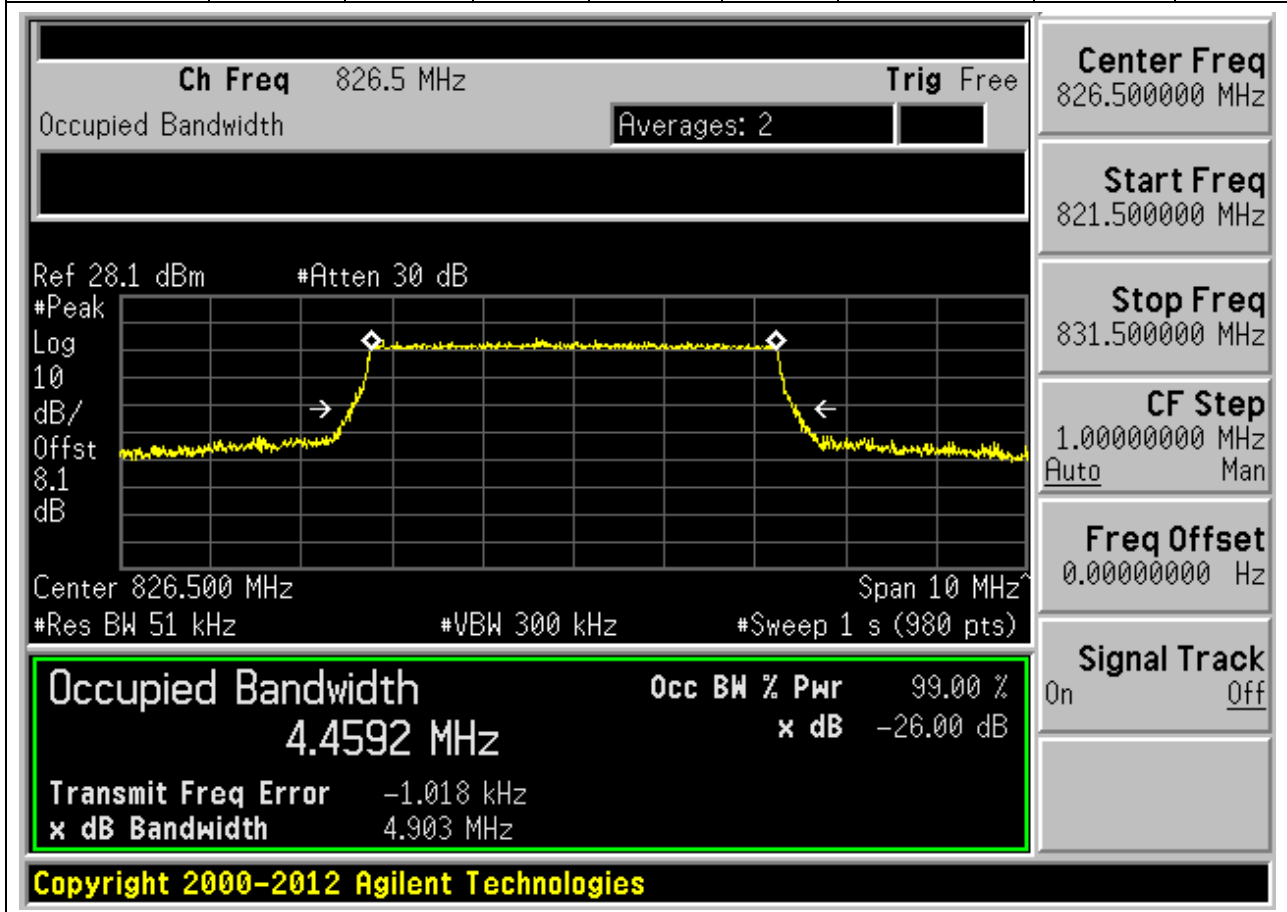 Ch Freq 826.5 MHz Trig Free
Occupied Bandwidth Averages: 2
Ref 28.1 dBm #Atten 30 dB
#Peak
Log
10
dB/
Offst
8.1
dB
Center 826.500 MHz Span 10 MHz^
#Res BW 51 kHz #VBW 300 kHz #Sweep 1 s (980 pts)
Occupied Bandwidth Occ BW % Pwr 99.00 %
4.4592 MHz x dB -26.00 dB
Transmit Freq Error -1.018 kHz
x dB Bandwidth 4.903 MHz
Copyright 2000-2012 Agilent Technologies
Center Freq
826.500000 MHz
Start Freq
821.500000 MHz
Stop Freq
831.500000 MHz
CF Step
1.00000000 MHz
Auto Man
Freq Offset
0.00000000 Hz
Signal Track
On Off